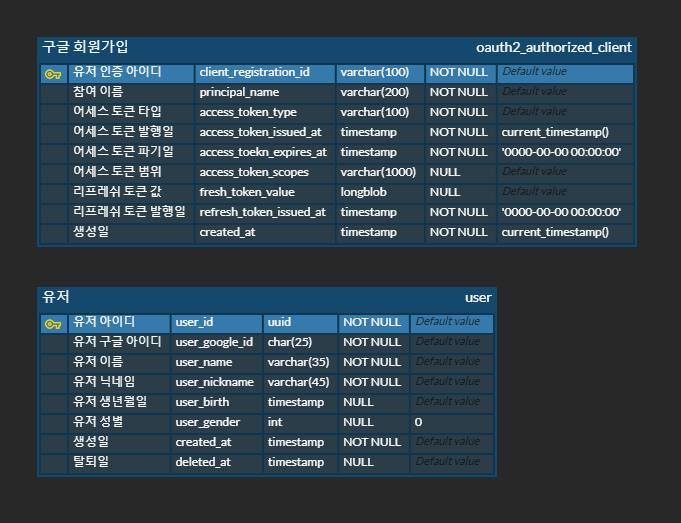 구글 회원가입 oauth2_authorized_client
유저 인증 아이디 client_registration_id varchar(100) NOT NULL Default value
참여 이름 principal_name varchar(200) NOT NULL Default value
어세스 토큰 타입 access_token_type varchar(100) NOT NULL Default value
어세스 토큰 발행일 access_token_issued_at timestamp NOT NULL current_timestamp()
어세스 토큰 파기일 access_toekn_expires_at timestamp NOT NULL '0000-00-00 00:00:00'
어세스 토큰 범위 access_token_scopes varchar(1000) NULL Default value
리프레쉬 토큰 값 fresh_token_value longblob NULL Default value
리프레쉬 토큰 발행일 refresh_token_issued_at timestamp NOT NULL '0000-00-00 00:00:00'
생성일 created_at timestamp NOT NULL current_timestamp()
유저 user
유저 아이디 user_id uuid NOT NULL Default value
유저 구글 아이디 user_google_id char(25) NOT NULL Default value
유저 이름 user_name varchar(35) NOT NULL Default value
유저 닉네임 user_nickname varchar(45) NOT NULL Default value
유저 생년월일 user_birth timestamp NULL Default value
유저 성별 user_gender int NULL 0
생성일 created_at timestamp NOT NULL Default value
탈퇴일 deleted_at timestamp NULL Default value